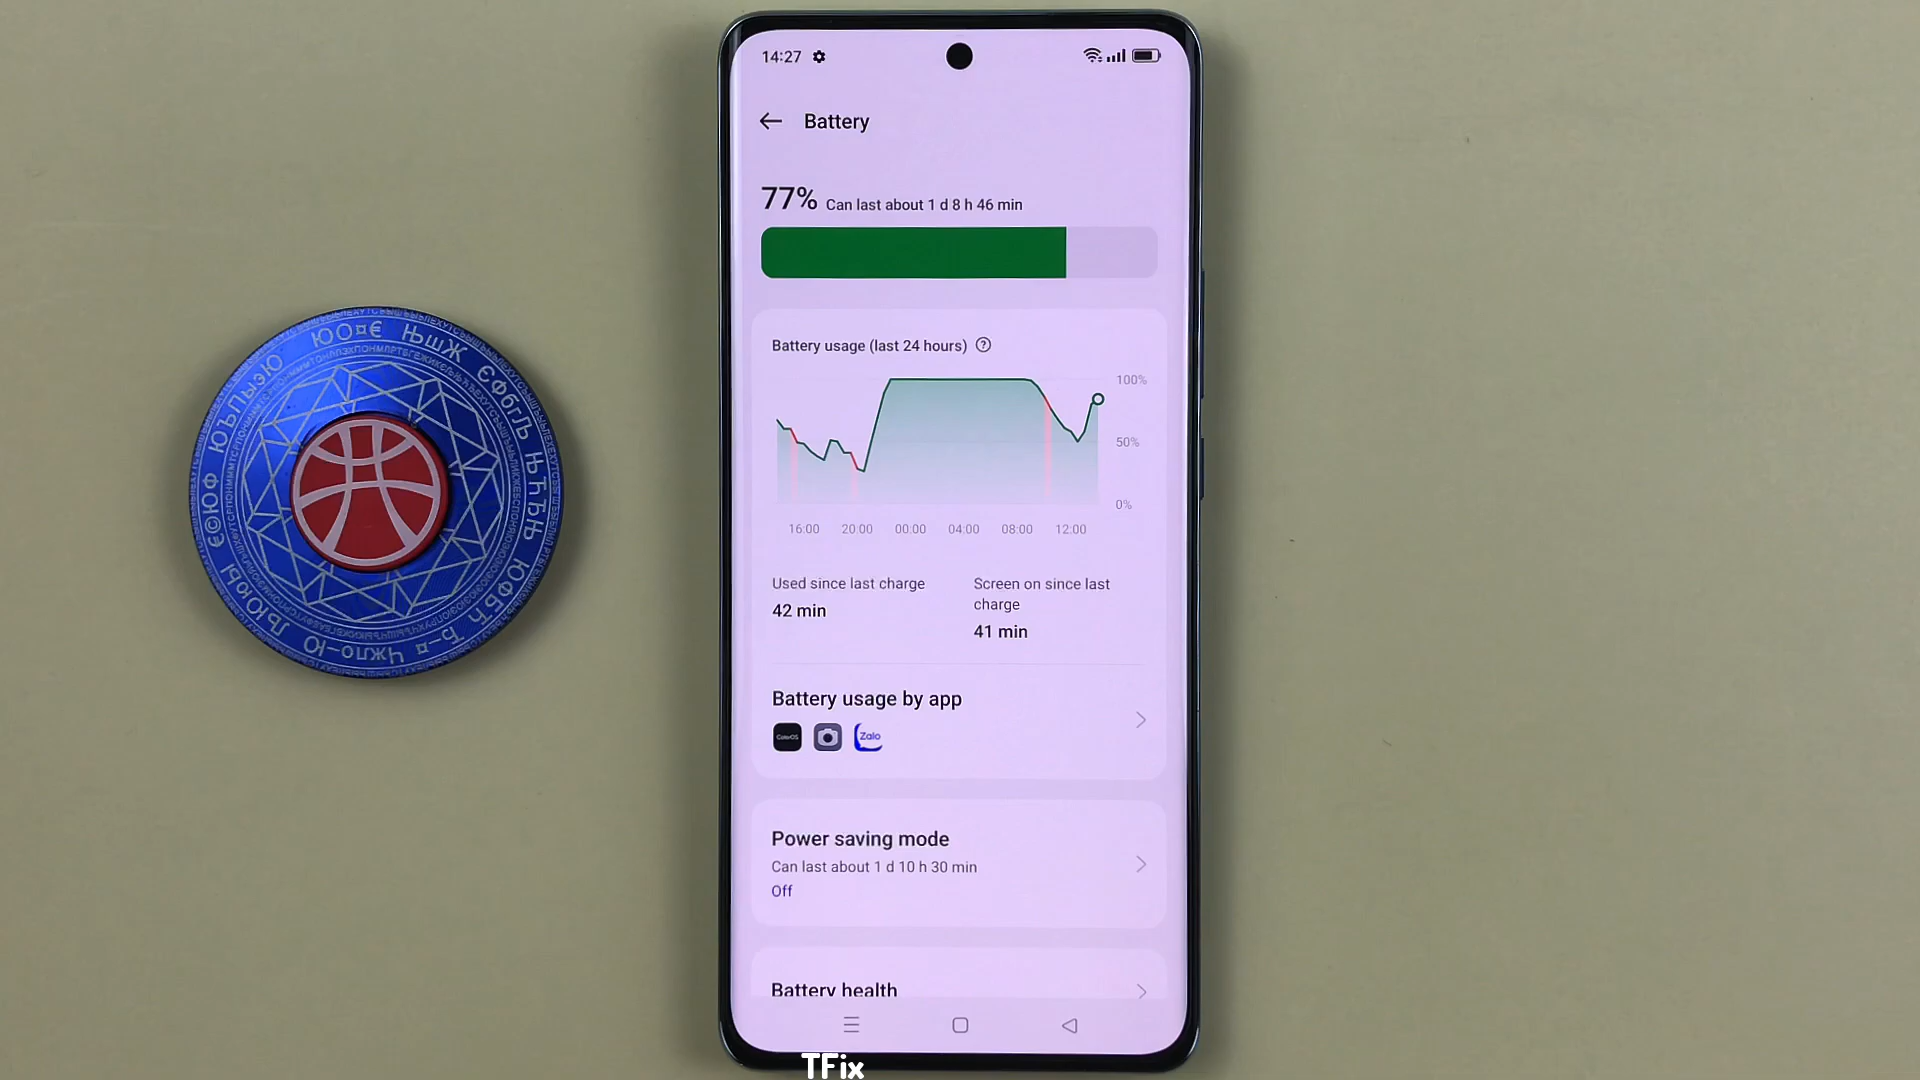 14:27
Battery
77% Can last about 1 d 8 h 46 min
Battery usage (last 24 hours) ?
100%
50%
0%
16:00 20:00 00:00 04:00 08:00 12:00
Used since last charge
42 min
Screen on since last
charge
41 min
Battery usage by app
ColorOS
Zalo
Power saving mode
Can last about 1 d 10 h 30 min
Off
Battery health
TFix